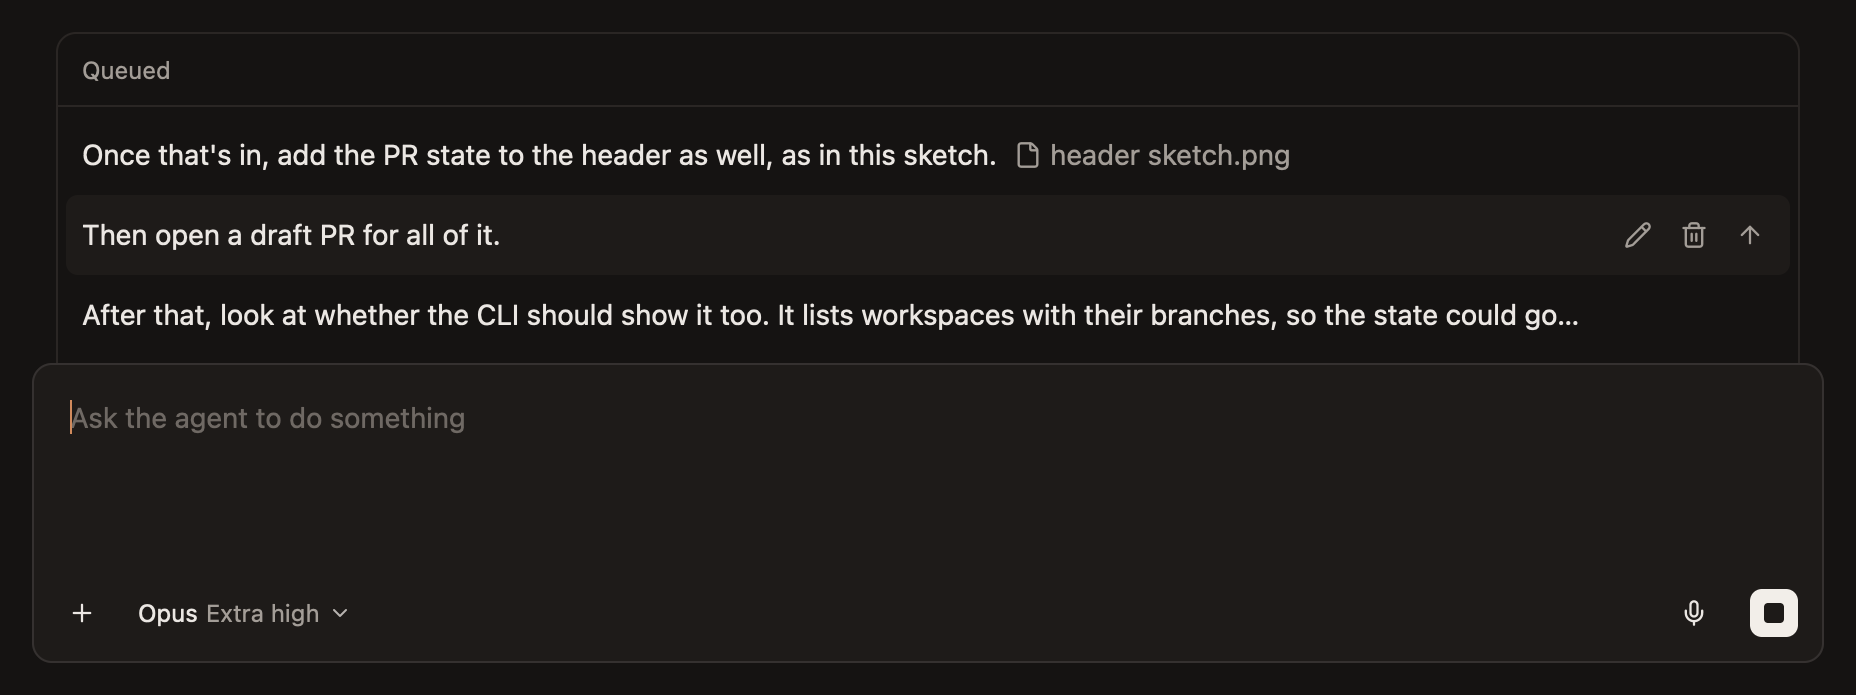 Queued
Once that's in, add the PR state to the header as well, as in this sketch. header sketch.png
Then open a draft PR for all of it.
After that, look at whether the CLI should show it too. It lists workspaces with their branches, so the state could go...
Ask the agent to do something
Opus Extra high